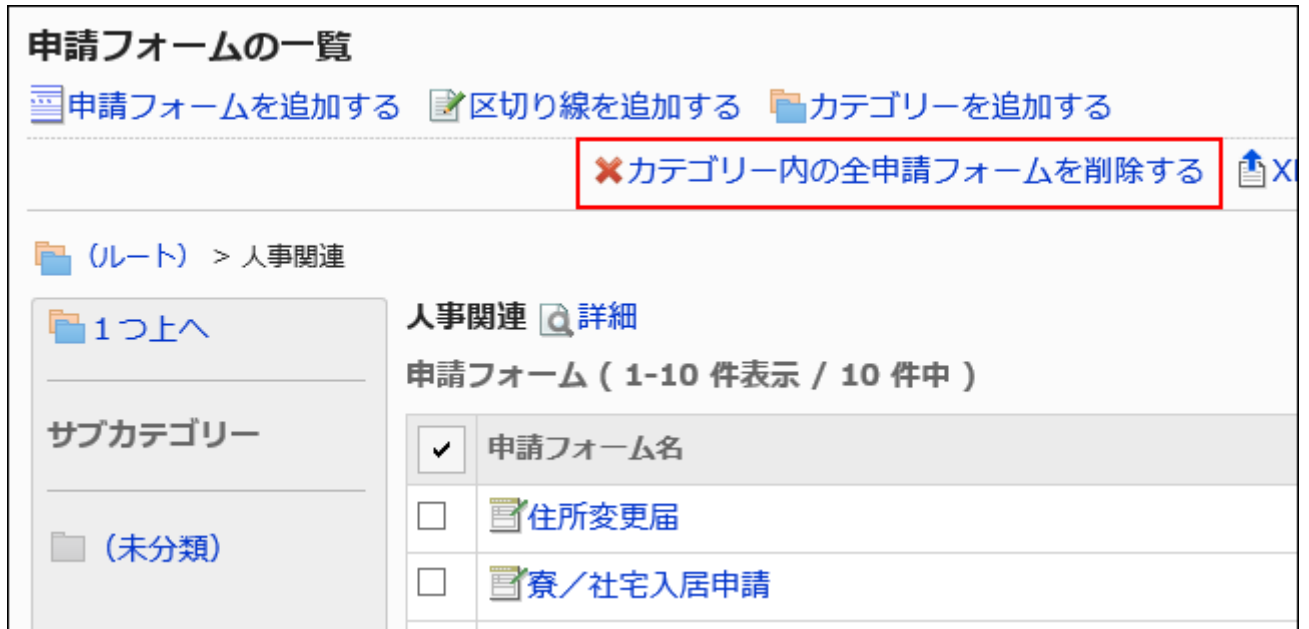 申請フォームの一覧
申請フォームを追加する 区切り線を追加する カテゴリーを追加する
カテゴリー内の全申請フォームを削除する
(ルート) > 人事関連
1つ上へ
サブカテゴリー
(未分類)
人事関連 詳細
申請フォーム ( 1-10 件表示 / 10 件中 )
申請フォーム名
住所変更届
寮／社宅入居申請